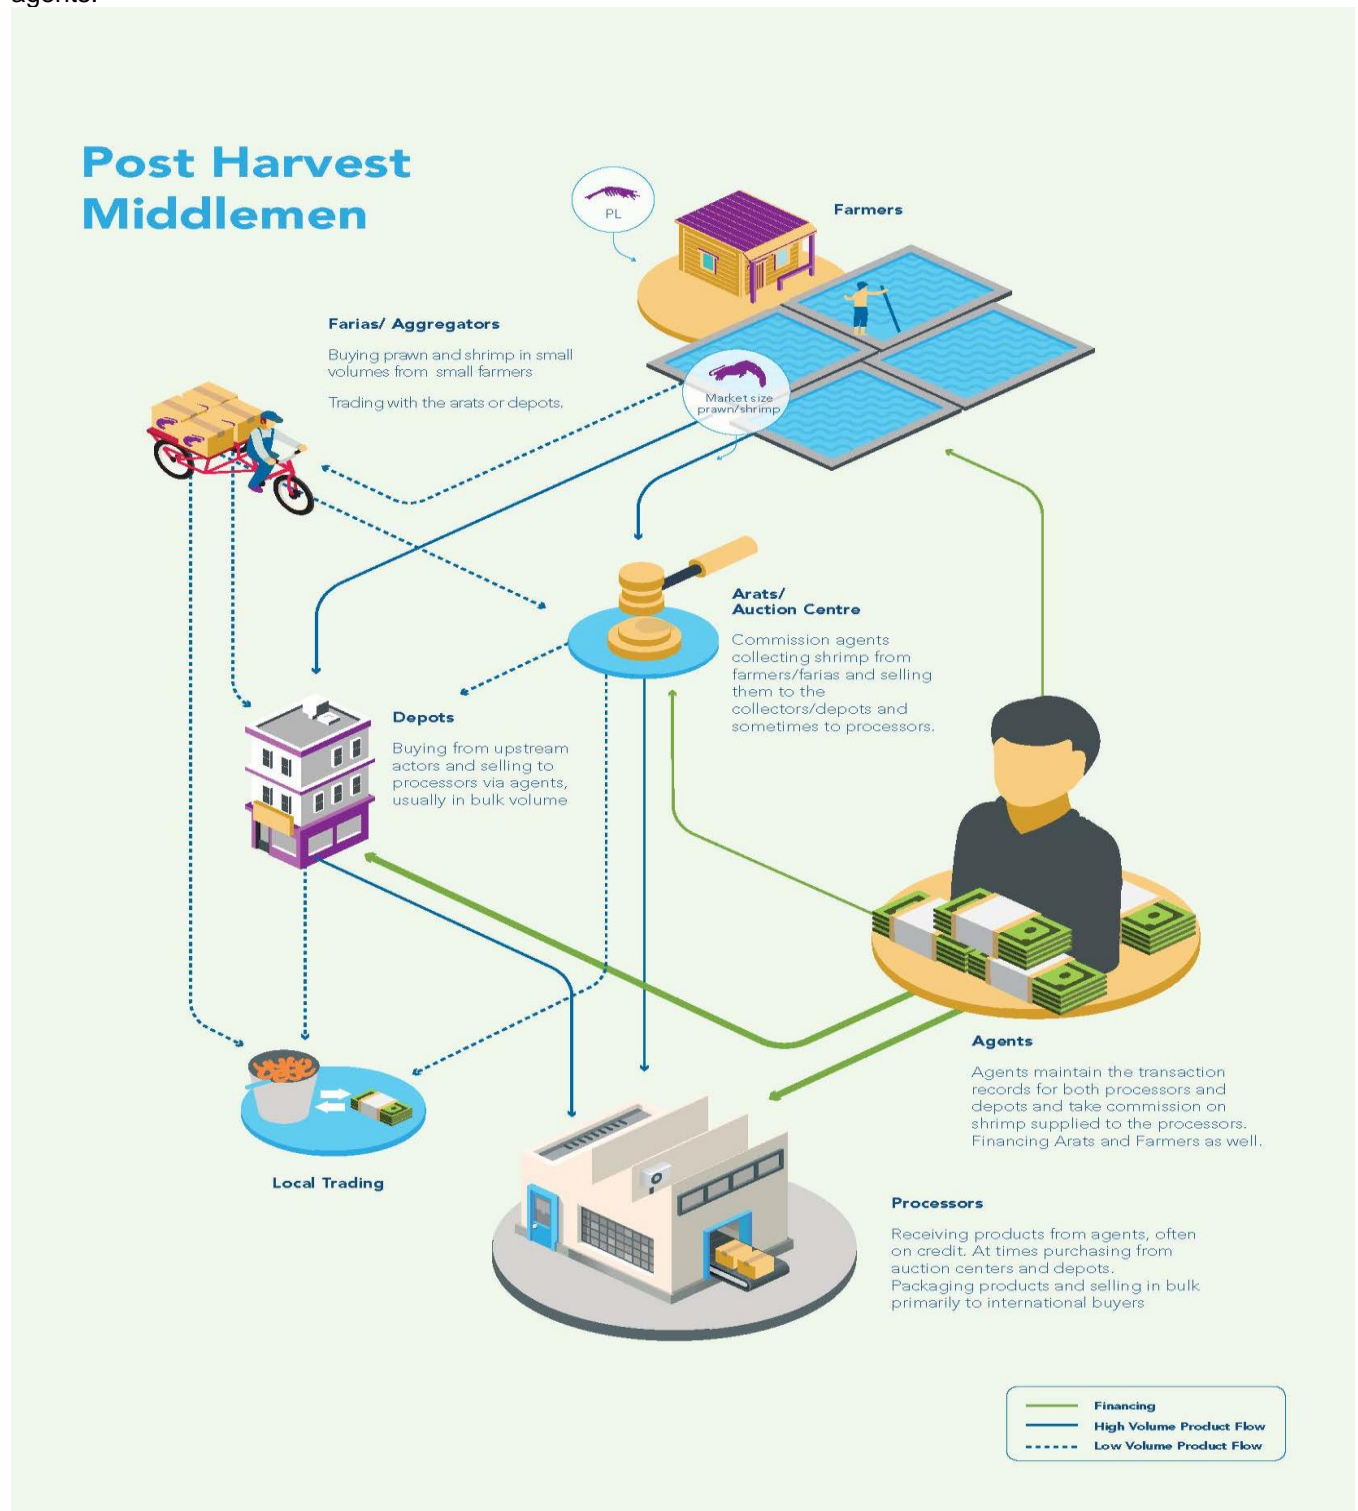 agents.
Post Harvest
Middlemen
PL
Farmers
Farias/ Aggregators
Buying prawn and shrimp in small
volumes from small farmers
Trading with the arats or depots.
Market size
prawn/shrimp
Arats/
Auction Centre
Commission agents
collecting shrimp from
farmers/farias and selling
them to the
collectors/depots and
sometimes to processors.
Depots
Buying from upstream
actors and selling to
processors via agents,
usually in bulk volume
Agents
Agents maintain the transaction
records for both processors and
depots and take commission on
shrimp supplied to the processors.
Financing Arats and Farmers as well.
Local Trading
Processors
Receiving products from agents, often
on credit. At times purchasing from
auction centers and depots.
Packaging products and selling in bulk
primarily to international buyers
Financing
High Volume Product Flow
Low Volume Product Flow